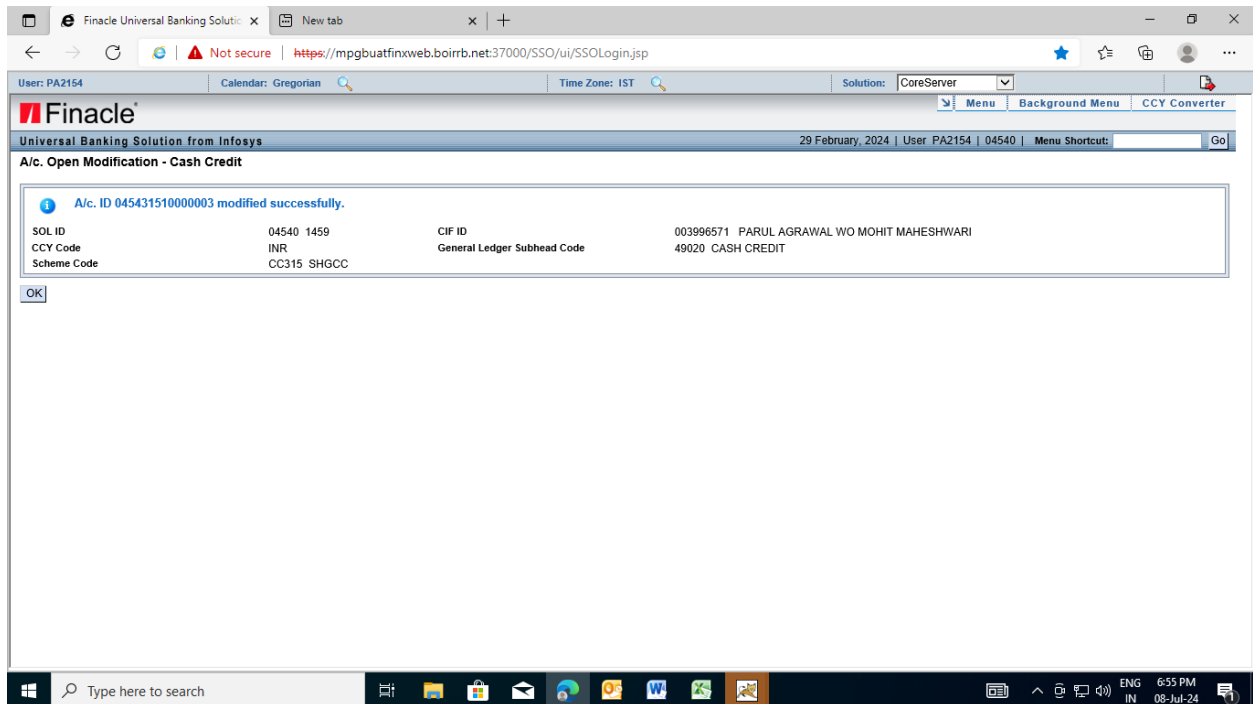 Finacle Universal Banking Solutic
New tab
Not secure | https://mpgbuatfinxweb.boirrb.net:37000/SSO/ui/SSOLogin.jsp
User: PA2154 Calendar: Gregorian Time Zone: IST Solution: CoreServer
Finacle
Menu Background Menu CCY Converter
Universal Banking Solution from Infosys 29 February, 2024 | User PA2154 | 04540 | Menu Shortcut: Go
A/c. Open Modification - Cash Credit
A/c. ID 045431510000003 modified successfully.
SOL ID 04540 1459 CIF ID 003996571 PARUL AGRAWAL WO MOHIT MAHESHWARI
CCY Code INR General Ledger Subhead Code 49020 CASH CREDIT
Scheme Code CC315 SHGCC
OK
Type here to search
ENG 6:55 PM
IN 08-Jul-24
1